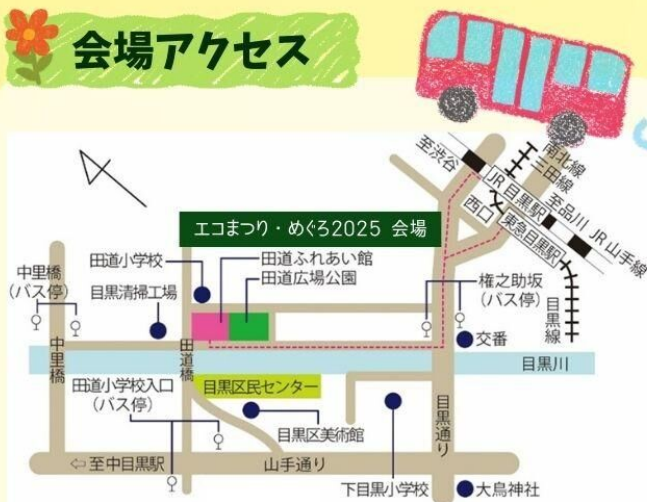 会場アクセス
至渋谷
南北線
三田線
JR目黒駅
至品川 JR山手線
西口
東急目黒駅
目黒線
エコまつり・めぐろ2025 会場
田道小学校
田道ふれあい館
田道広場公園
中里橋
(バス停)
目黒清掃工場
権之助坂
(バス停)
交番
中里橋
田道橋
目黒川
田道小学校入口
(バス停)
目黒区民センター
目黒区美術館
目黒通り
⇦至中目黒駅
山手通り
下目黒小学校
大鳥神社